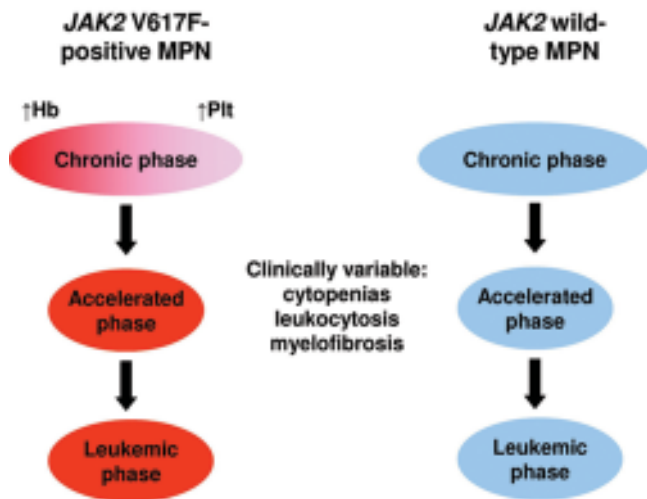 JAK2 V617F-
positive MPN
JAK2 wild-
type MPN
↑Hb
↑Plt
Chronic phase
Chronic phase
Accelerated
phase
Clinically variable:
cytopenias
leukocytosis
myelofibrosis
Accelerated
phase
Leukemic
phase
Leukemic
phase